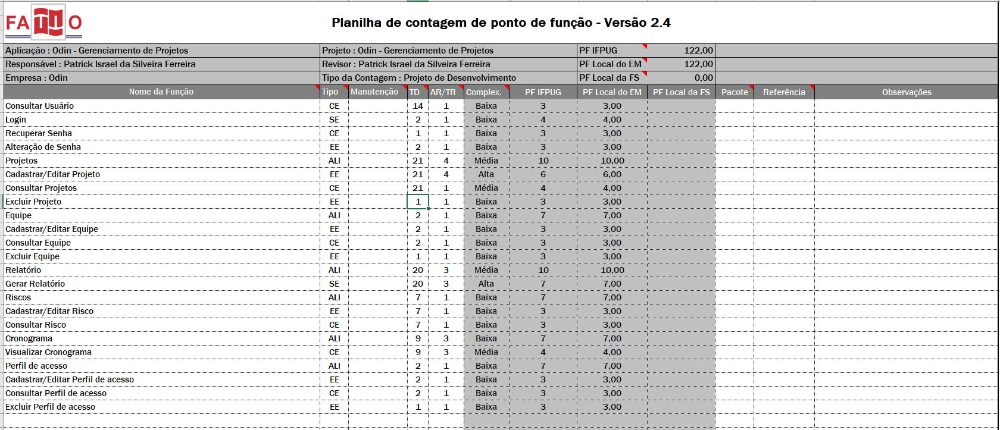 FATTO
Planilha de contagem de ponto de função - Versão 2.4
Aplicação : Odin - Gerenciamento de Projetos Projeto : Odin - Gerenciamento de Projetos PF IFPUG 122,00
Responsável : Patrick Israel da Silveira Ferreira Revisor : Patrick Israel da Silveira Ferreira PF Local do EM 122,00
Empresa : Odin Tipo da Contagem : Projeto de Desenvolvimento PF Local da FS 0,00
Nome da Função Tipo Manutenção TD AR/TR Complex. PF IFPUG PF Local do EM PF Local da FS Pacote Referência Observações
Consultar Usuário CE 14 1 Baixa 3 3,00
Login SE 2 1 Baixa 4 4,00
Recuperar Senha CE 1 1 Baixa 3 3,00
Alteração de Senha EE 2 1 Baixa 3 3,00
Projetos ALI 21 4 Média 10 10,00
Cadastrar/Editar Projeto EE 21 4 Alta 6 6,00
Consultar Projetos CE 21 1 Média 4 4,00
Excluir Projeto EE 1 1 Baixa 3 3,00
Equipe ALI 2 1 Baixa 7 7,00
Cadastrar/Editar Equipe EE 2 1 Baixa 3 3,00
Consultar Equipe CE 2 1 Baixa 3 3,00
Excluir Equipe EE 1 1 Baixa 3 3,00
Relatório ALI 20 3 Média 10 10,00
Gerar Relatório SE 20 3 Alta 7 7,00
Riscos ALI 7 1 Baixa 7 7,00
Cadastrar/Editar Risco EE 7 1 Baixa 3 3,00
Consultar Risco CE 7 1 Baixa 3 3,00
Cronograma ALI 9 3 Baixa 7 7,00
Visualizar Cronograma CE 9 3 Média 4 4,00
Perfil de acesso ALI 2 1 Baixa 7 7,00
Cadastrar/Editar Perfil de acesso EE 2 1 Baixa 3 3,00
Consultar Perfil de acesso CE 2 1 Baixa 3 3,00
Excluir Perfil de acesso EE 1 1 Baixa 3 3,00